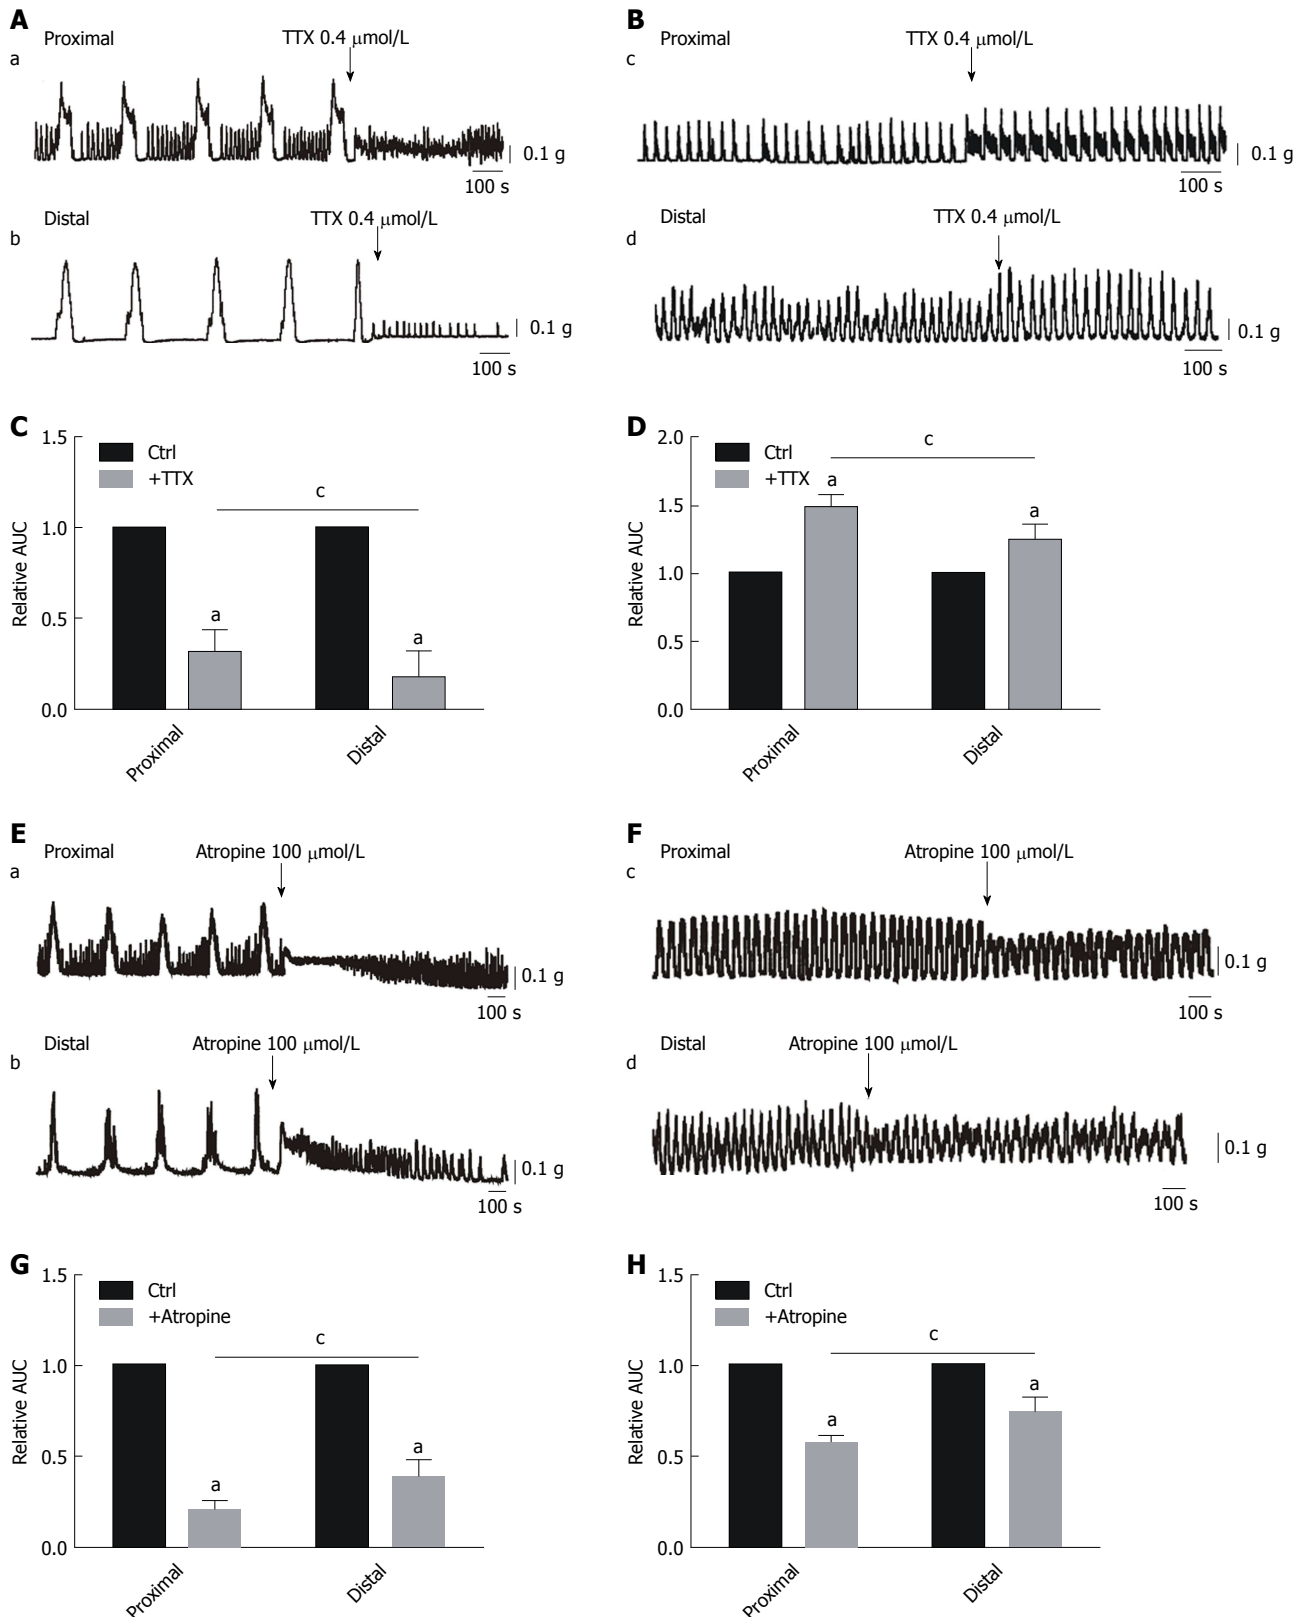 A
Proximal
TTX 0.4 μmol/L
a
0.1 g
100 s
Distal
TTX 0.4 μmol/L
b
0.1 g
100 s
B
Proximal
TTX 0.4 μmol/L
c
0.1 g
100 s
Distal
TTX 0.4 μmol/L
d
0.1 g
100 s
C
1.5
1.0
0.5
0.0
Relative AUC
Ctrl
+TTX
c
a
a
Proximal
Distal
D
2.0
1.5
1.0
0.5
0.0
Relative AUC
Ctrl
+TTX
c
a
a
Proximal
Distal
E
Proximal
Atropine 100 μmol/L
a
0.1 g
100 s
Distal
Atropine 100 μmol/L
b
0.1 g
100 s
F
Proximal
Atropine 100 μmol/L
c
0.1 g
100 s
Distal
Atropine 100 μmol/L
d
0.1 g
100 s
G
1.5
1.0
0.5
0.0
Relative AUC
Ctrl
+Atropine
c
a
a
Proximal
Distal
H
1.5
1.0
0.5
0.0
Relative AUC
Ctrl
+Atropine
c
a
a
Proximal
Distal